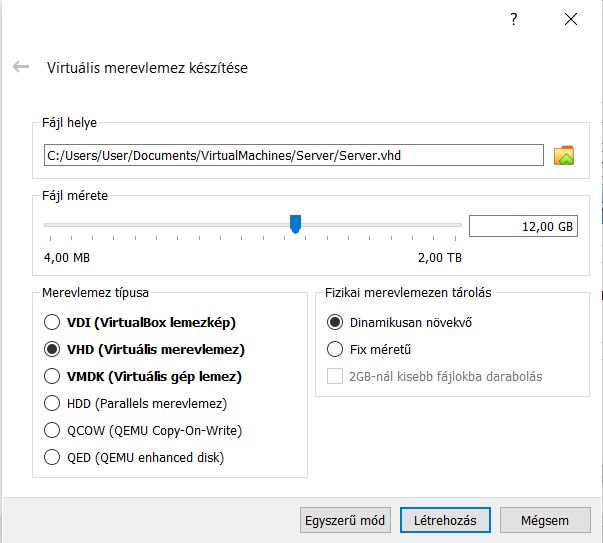 Virtuális merevlemez készítése
Fájl helye
C:/Users/User/Documents/VirtualMachines/Server/Server.vhd
Fájl mérete
12,00 GB
4,00 MB
2,00 TB
Merevlemez típusa
VDI (VirtualBox lemezkép)
VHD (Virtuális merevlemez)
VMDK (Virtuális gép lemez)
HDD (Parallels merevlemez)
QCOW (QEMU Copy-On-Write)
QED (QEMU enhanced disk)
Fizikai merevlemezen tárolás
Dinamikusan növekvő
Fix méretű
2GB-nál kisebb fájlokba darabolás
Egyszerű mód
Létrehozás
Mégsem